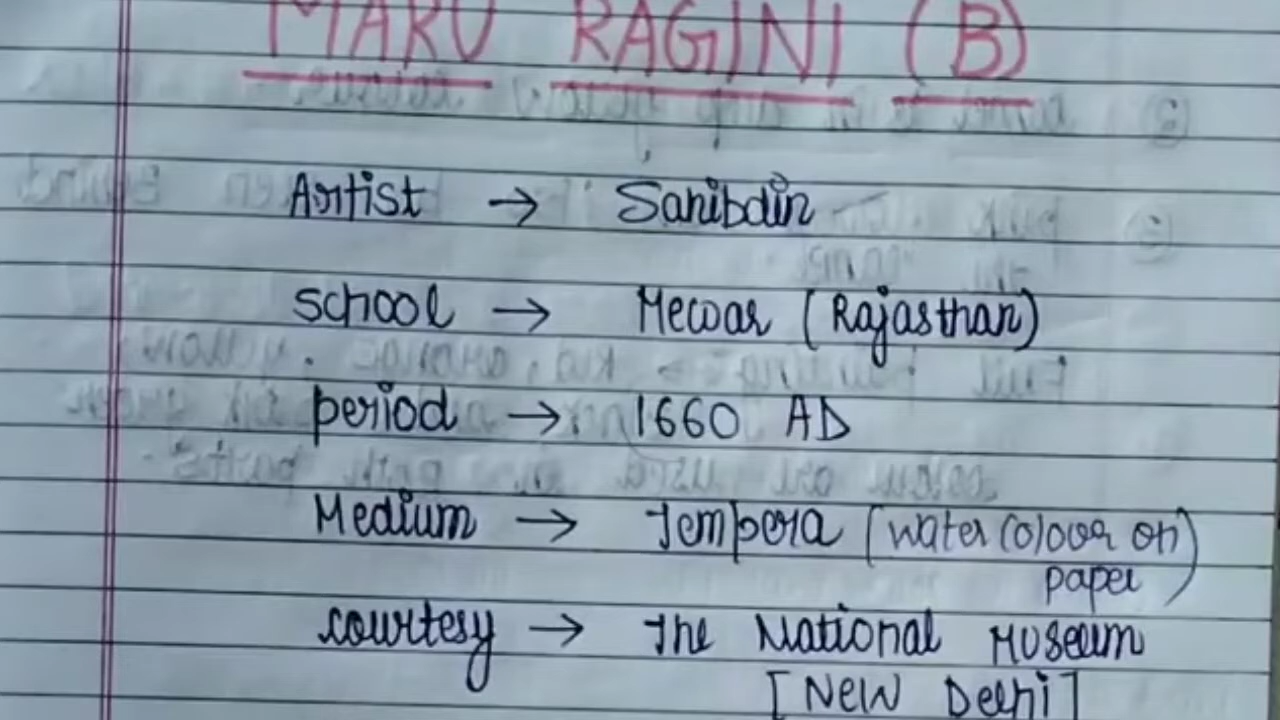 MARU RAGINI (B)
Artist → Sahibdin
school → Mewar (Rajasthan)
period → 1660 AD
Medium → Tempera (water colour on
paper)
courtesy → The National Museum
[New Delhi]